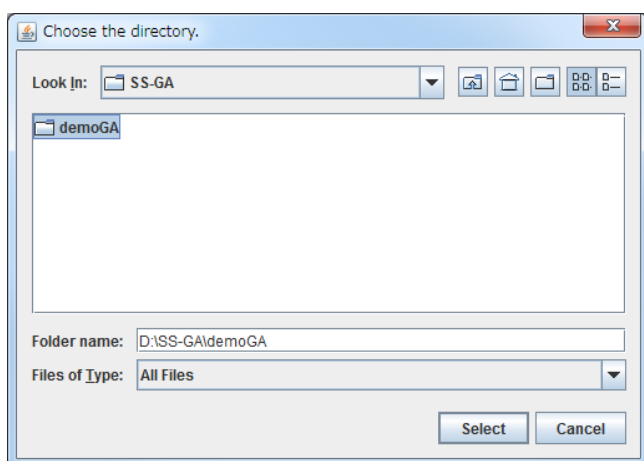 Choose the directory.
Look In: SS-GA
demoGA
Folder name: D:\SS-GA\demoGA
Files of Type: All Files
Select Cancel